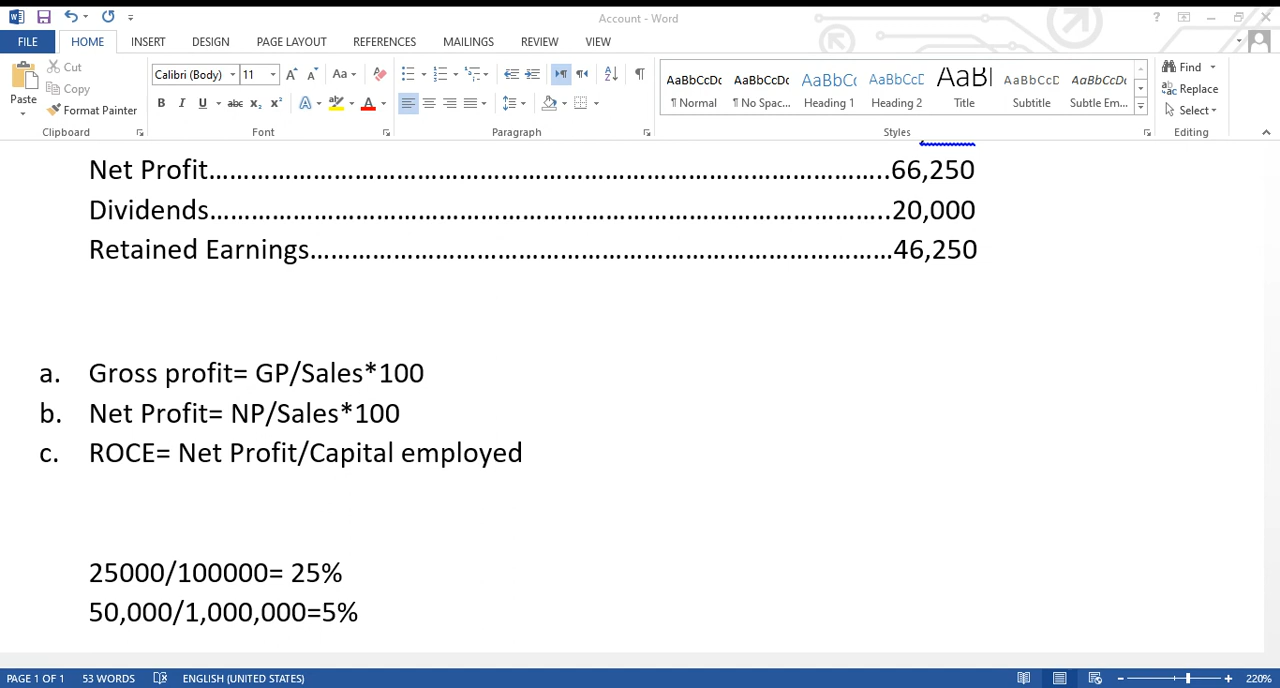 Account - Word
FILE HOME INSERT DESIGN PAGE LAYOUT REFERENCES MAILINGS REVIEW VIEW
Cut
Copy
Format Painter
Paste
Clipboard
Calibri (Body) 11
Font
Paragraph
AaBbCcDc AaBbCcDc AaBbC AaBbCcE AaB AaBbCcD AaBbCcDc
¶ Normal ¶ No Spac... Heading 1 Heading 2 Title Subtitle Subtle Em...
Styles
Find
Replace
Select
Editing
Net Profit……………………………………………………………………………………..66,250
Dividends……………………………………………………………………………………..20,000
Retained Earnings…………………………………………………………………………46,250
a. Gross profit= GP/Sales*100
b. Net Profit= NP/Sales*100
c. ROCE= Net Profit/Capital employed
25000/100000= 25%
50,000/1,000,000=5%
PAGE 1 OF 1 53 WORDS ENGLISH (UNITED STATES) 220%